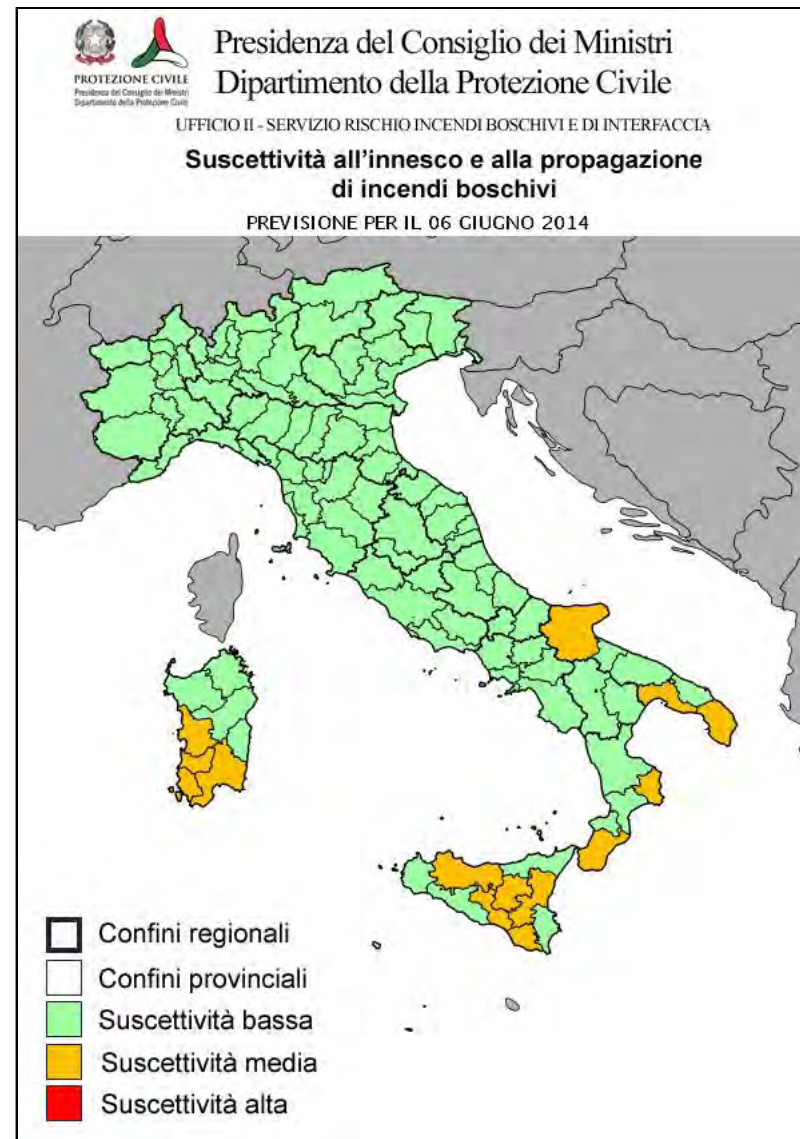 PROTEZIONE CIVILE
Presidenza del Consiglio dei Ministri
Dipartimento della Protezione Civile
Presidenza del Consiglio dei Ministri
Dipartimento della Protezione Civile
UFFICIO II - SERVIZIO RISCHIO INCENDI BOSCHIVI E DI INTERFACCIA
Suscettività all'innesco e alla propagazione
di incendi boschivi
PREVISIONE PER IL 06 GIUGNO 2014
Confini regionali
Confini provinciali
Suscettività bassa
Suscettività media
Suscettività alta